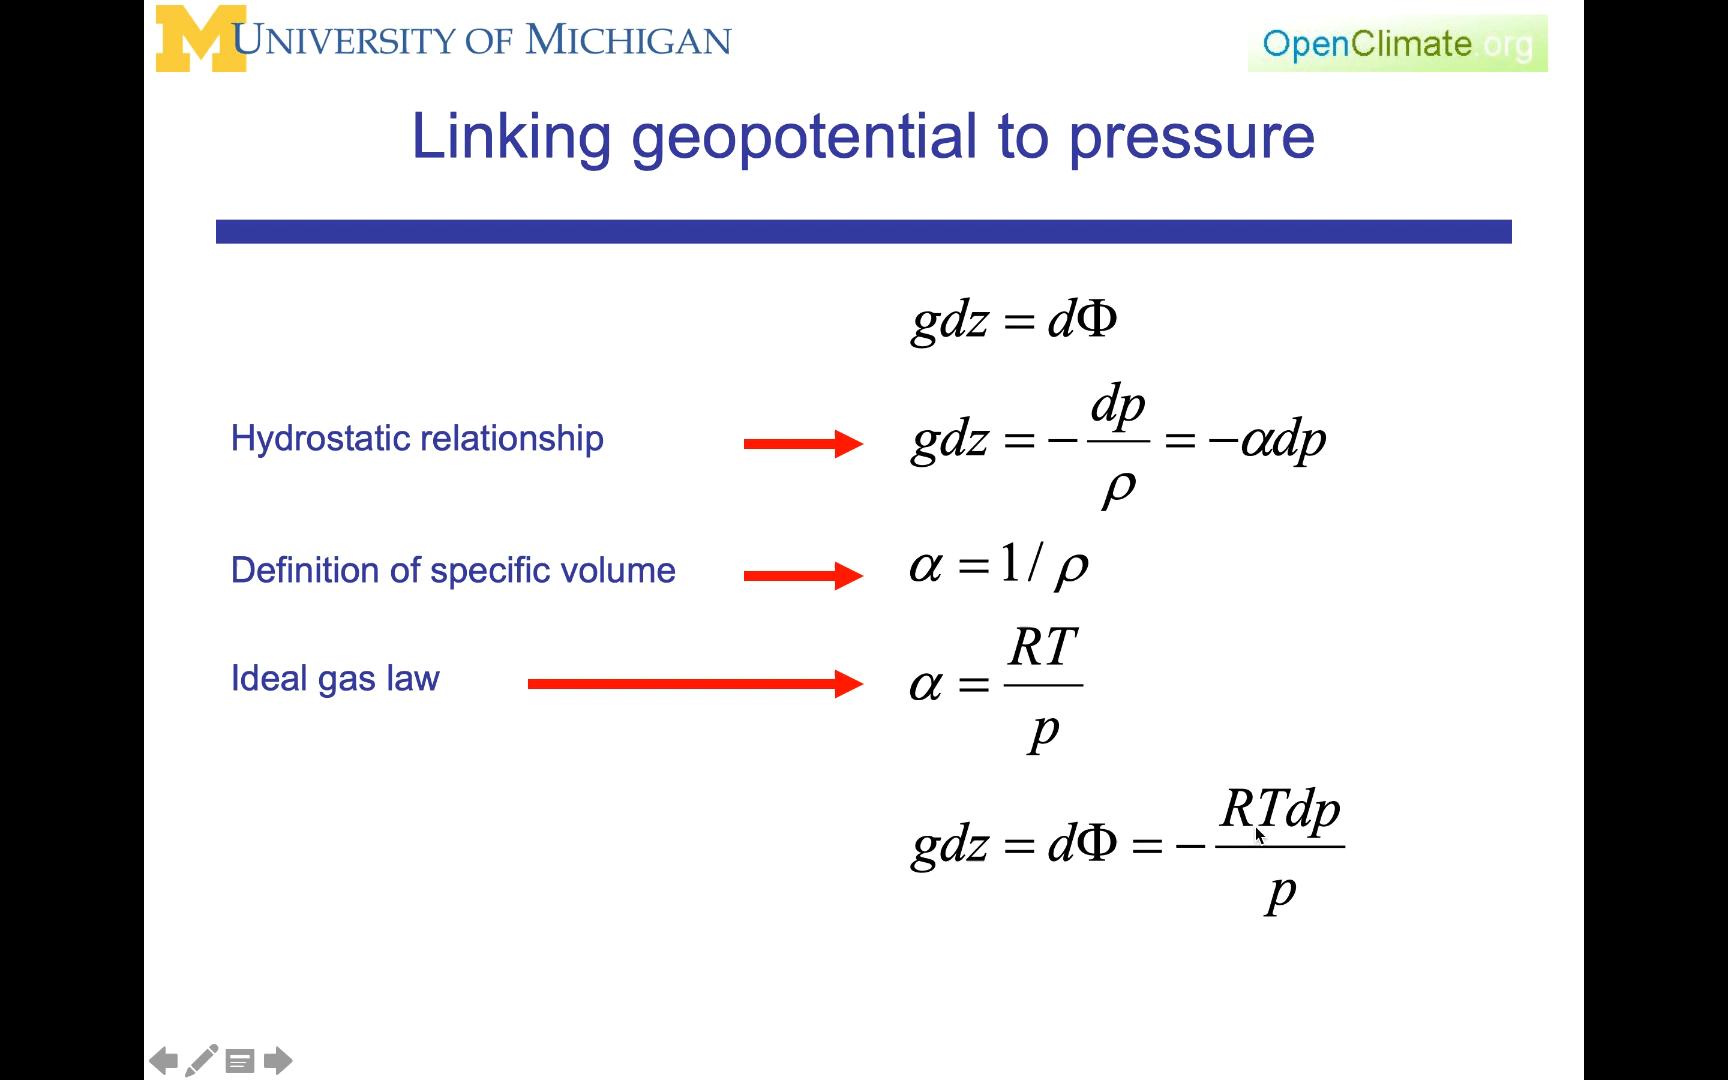 M UNIVERSITY OF MICHIGAN
OpenClimate.org
Linking geopotential to pressure
gdz = dΦ
Hydrostatic relationship gdz = −dp/ρ = −αdp
Definition of specific volume α = 1/ρ
Ideal gas law α = RT/p
gdz = dΦ = −RTdp/p